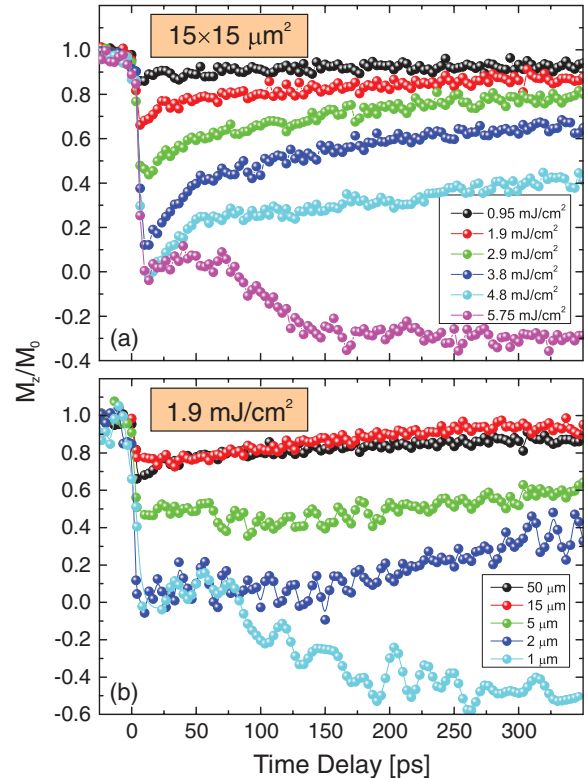 15×15 μm²
1.0
0.8
0.6
0.4
0.2
0.0
-0.2
-0.4
0.95 mJ/cm²
1.9 mJ/cm²
2.9 mJ/cm²
3.8 mJ/cm²
4.8 mJ/cm²
5.75 mJ/cm²
(a)
M_z/M_0
1.9 mJ/cm²
1.0
0.8
0.6
0.4
0.2
0.0
-0.2
-0.4
-0.6
50 μm
15 μm
5 μm
2 μm
1 μm
(b)
0 50 100 150 200 250 300
Time Delay [ps]